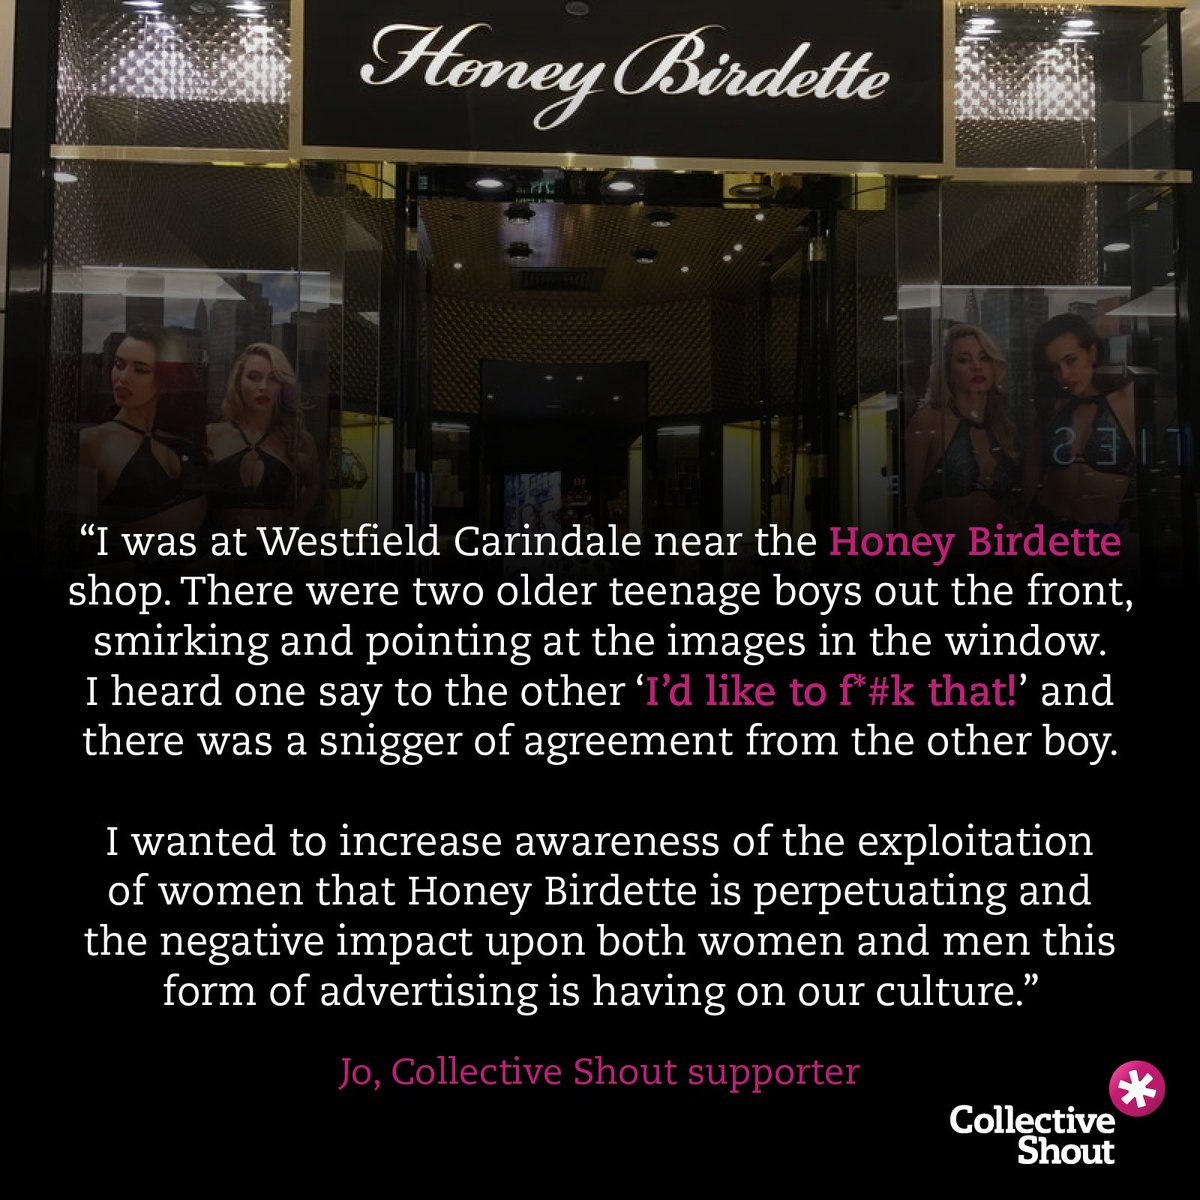 Honey Birdette
TIES
“I was at Westfield Carindale near the Honey Birdette
shop. There were two older teenage boys out the front,
smirking and pointing at the images in the window.
I heard one say to the other ‘I’d like to f*#k that!’ and
there was a snigger of agreement from the other boy.
I wanted to increase awareness of the exploitation
of women that Honey Birdette is perpetuating and
the negative impact upon both women and men this
form of advertising is having on our culture.”
Jo, Collective Shout supporter
Collective
Shout